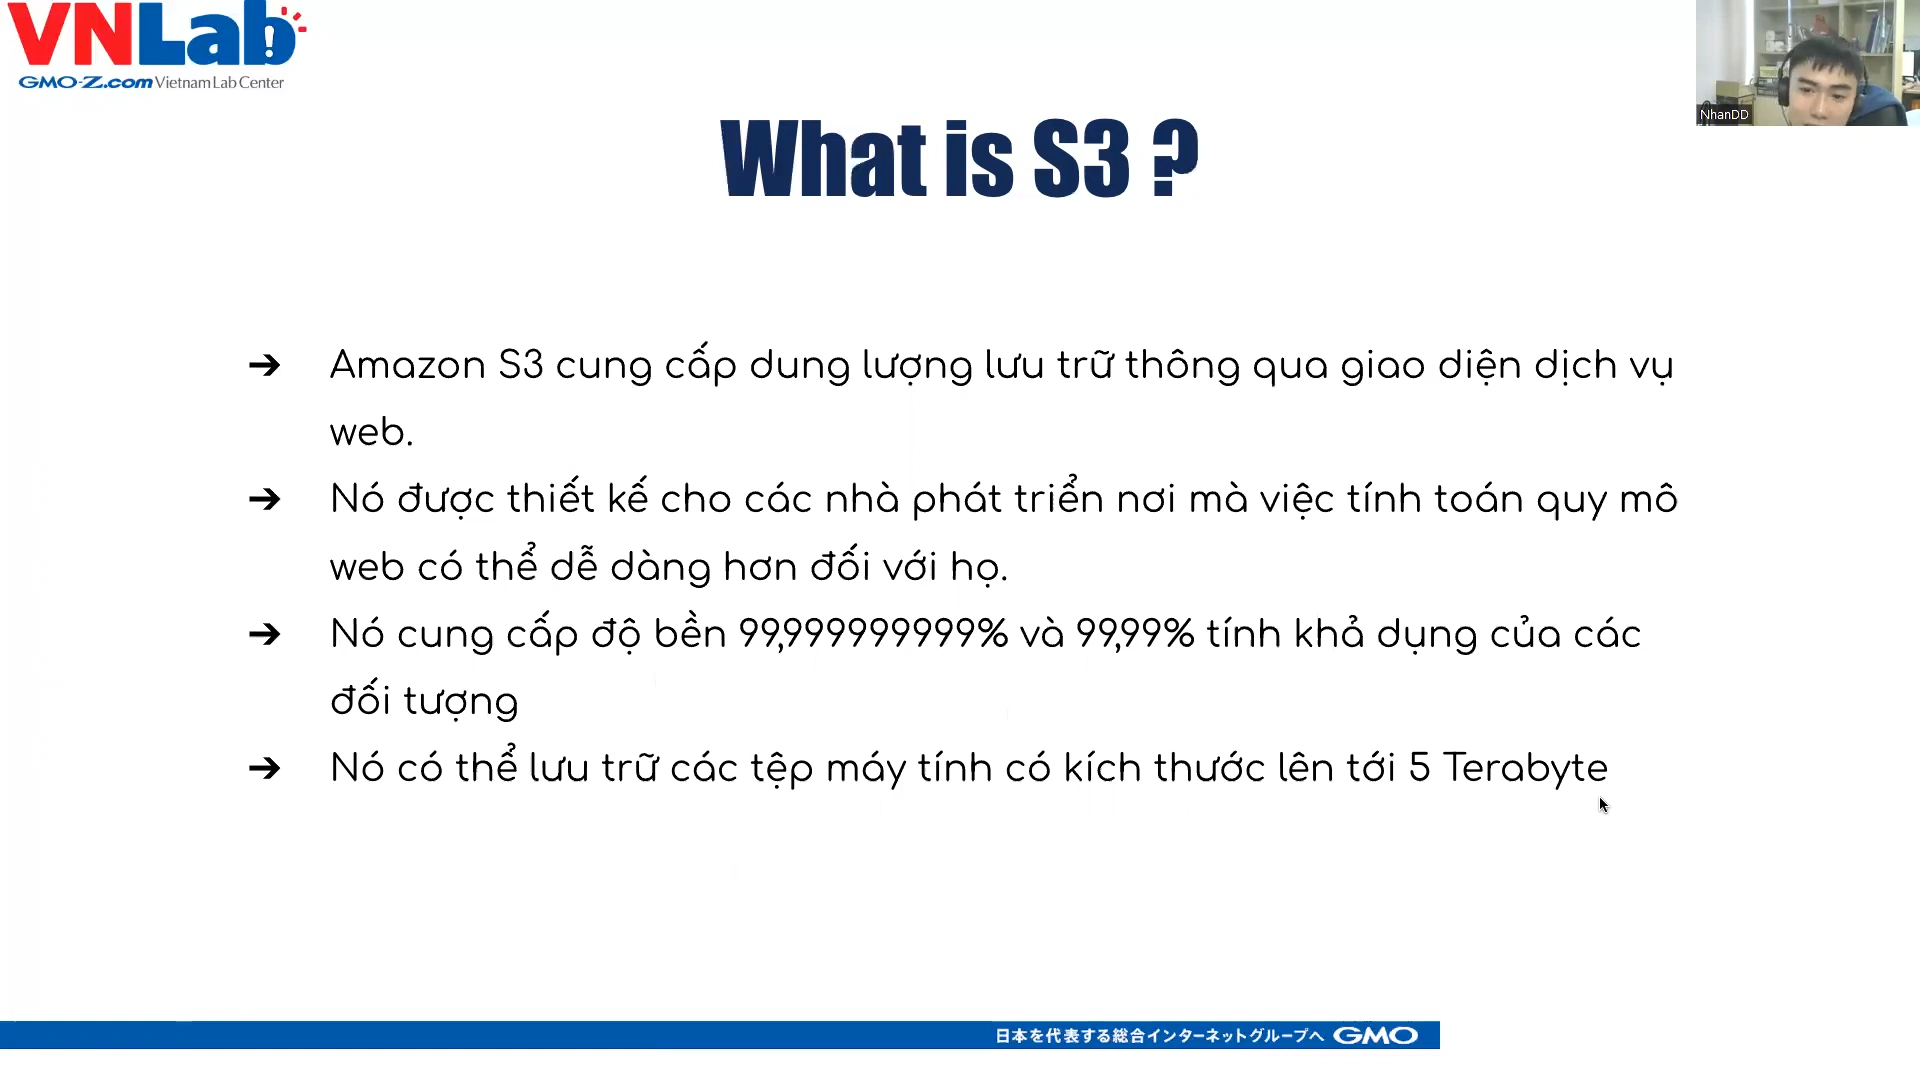 VNLab
GMO-Z.com Vietnam Lab Center
NhanDD
What is S3 ?
➔ Amazon S3 cung cấp dung lượng lưu trữ thông qua giao diện dịch vụ
web.
➔ Nó được thiết kế cho các nhà phát triển nơi mà việc tính toán quy mô
web có thể dễ dàng hơn đối với họ.
➔ Nó cung cấp độ bền 99,99999999999% và 99,99% tính khả dụng của các
đối tượng
➔ Nó có thể lưu trữ các tệp máy tính có kích thước lên tới 5 Terabyte
日本を代表する総合インターネットグループへ GMO